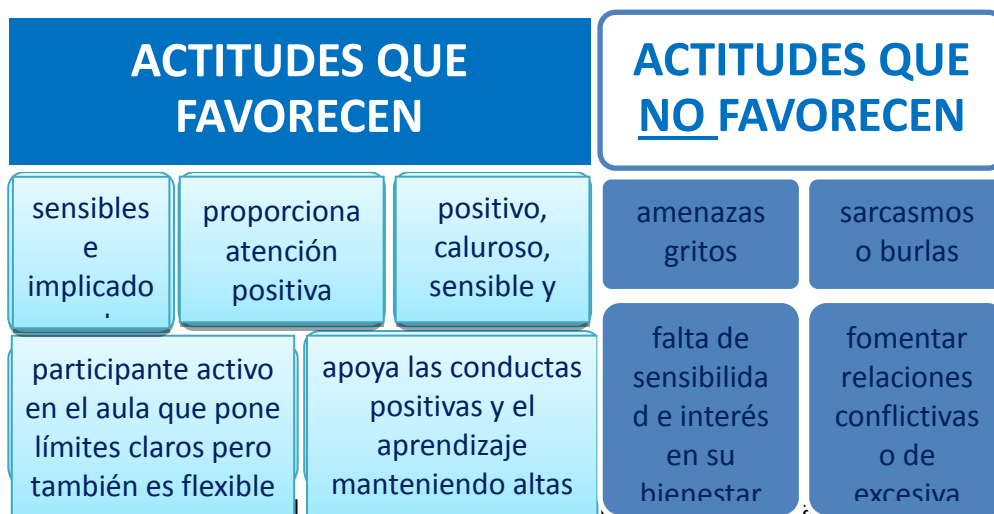 ACTITUDES QUE
FAVORECEN
ACTITUDES QUE
NO FAVORECEN
sensibles
e
implicado
proporciona
atención
positiva
positivo,
caluroso,
sensible y
amenazas
gritos
sarcasmos
o burlas
participante activo
en el aula que pone
límites claros pero
también es flexible
apoya las conductas
positivas y el
aprendizaje
manteniendo altas
falta de
sensibilida
d e interés
en su
bienestar
fomentar
relaciones
conflictivas
o de
excesiva